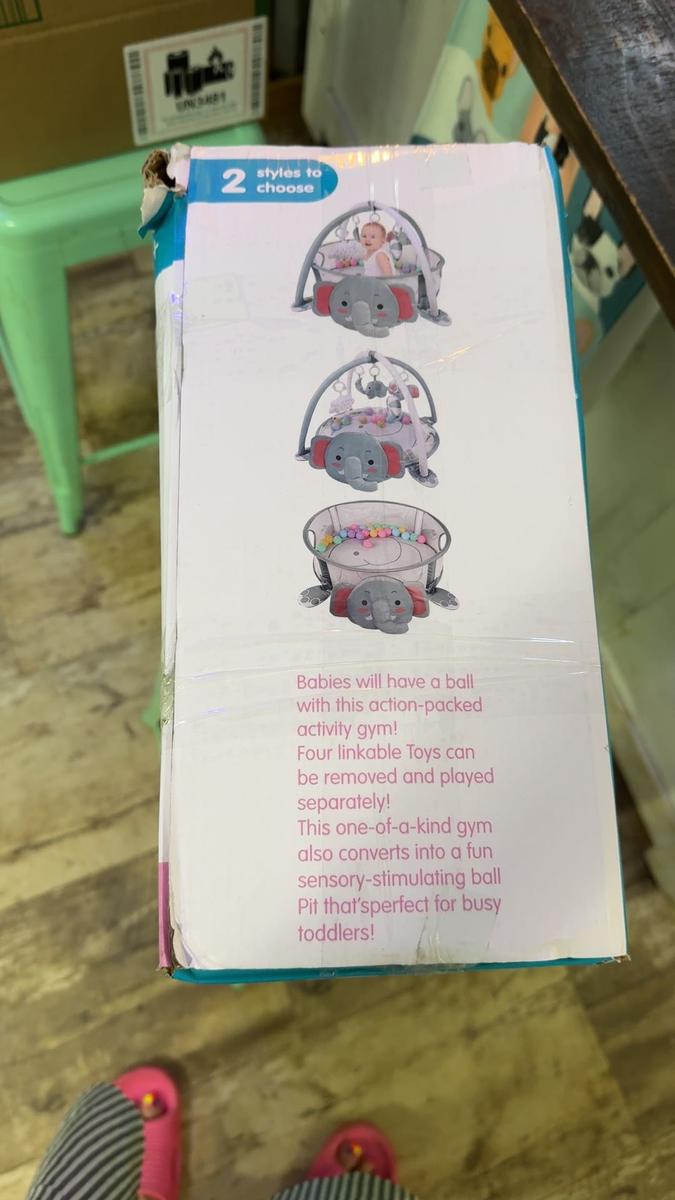 2 styles to
choose
Babies will have a ball
with this action-packed
activity gym!
Four linkable Toys can
be removed and played
separately!
This one-of-a-kind gym
also converts into a fun
sensory-stimulating ball
Pit that'sperfect for busy
toddlers!